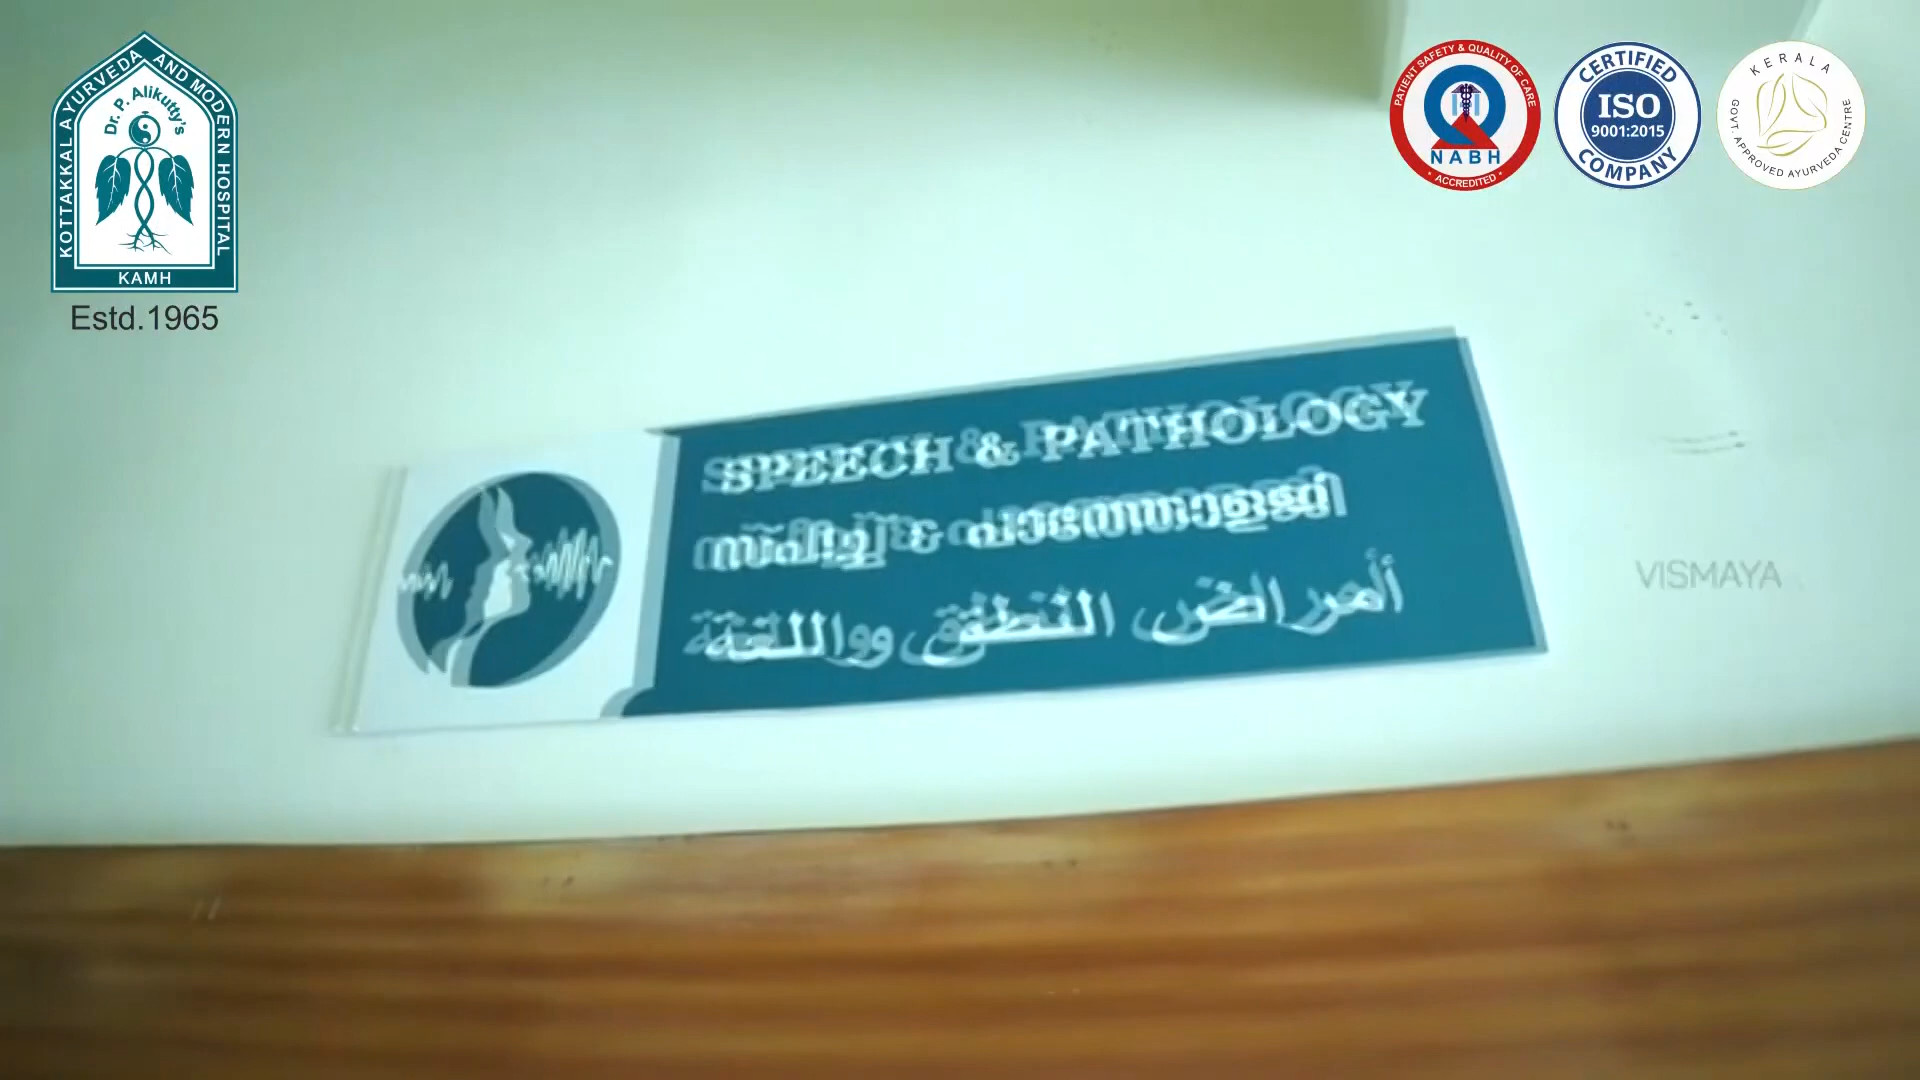 KOTTAKKAL AYURVEDA AND MODERN HOSPITAL
Dr. P. Alikutty's
KAMH
Estd.1965
PATIENT SAFETY & QUALITY OF CARE
NABH
• ACCREDITED •
CERTIFIED
ISO
9001:2015
COMPANY
KERALA
GOVT. APPROVED AYURVEDA CENTRE
SPEECH & PATHOLOGY
സ്പീച്ച് & പാത്തോളജി
أمراض النطق واللغة
VISMAYA